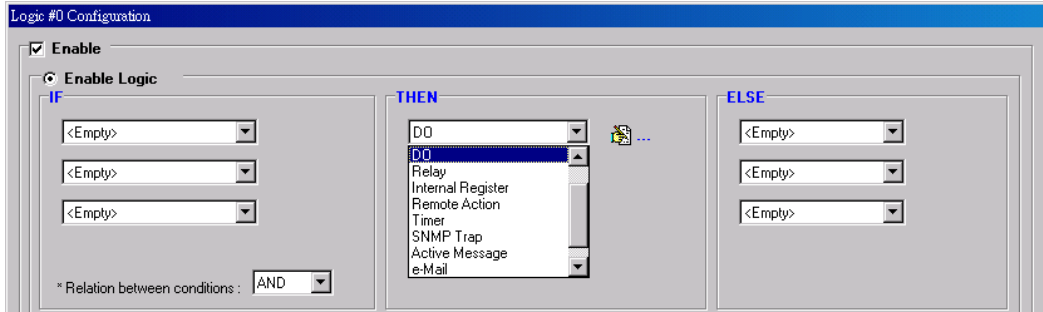 Logic #0 Configuration
Enable
Enable Logic
IF
<Empty>
<Empty>
<Empty>
* Relation between conditions : AND
THEN
DO
...
DO
Relay
Internal Register
Remote Action
Timer
SNMP Trap
Active Message
e-Mail
ELSE
<Empty>
<Empty>
<Empty>